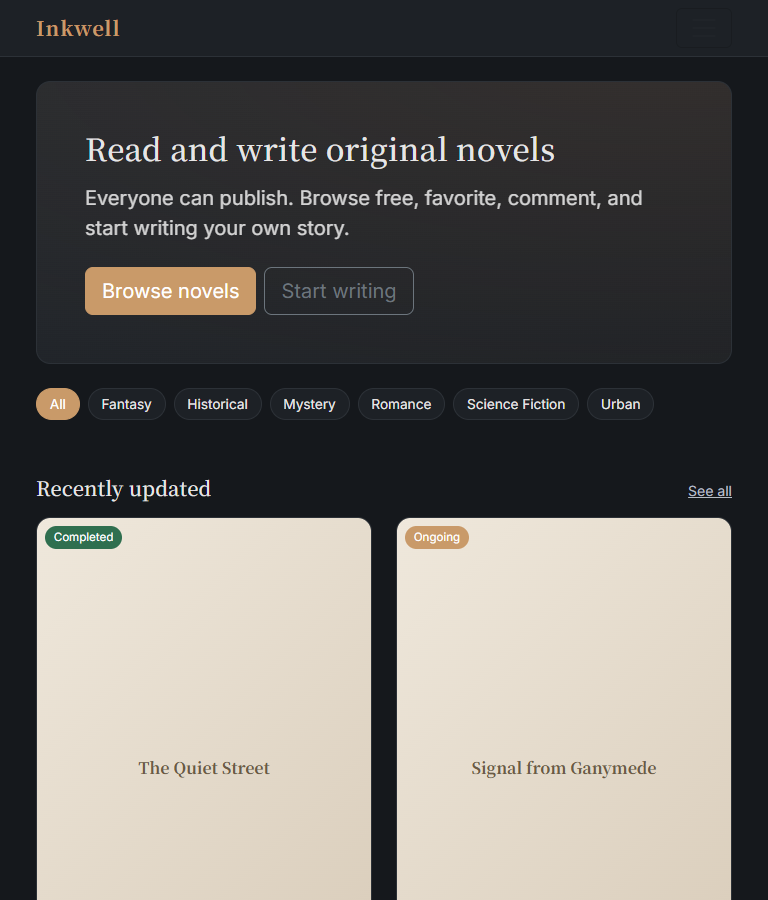 Inkwell
Read and write original novels
Everyone can publish. Browse free, favorite, comment, and
start writing your own story.
Browse novels Start writing
All Fantasy Historical Mystery Romance Science Fiction Urban
Recently updated See all
Completed Ongoing
The Quiet Street Signal from Ganymede